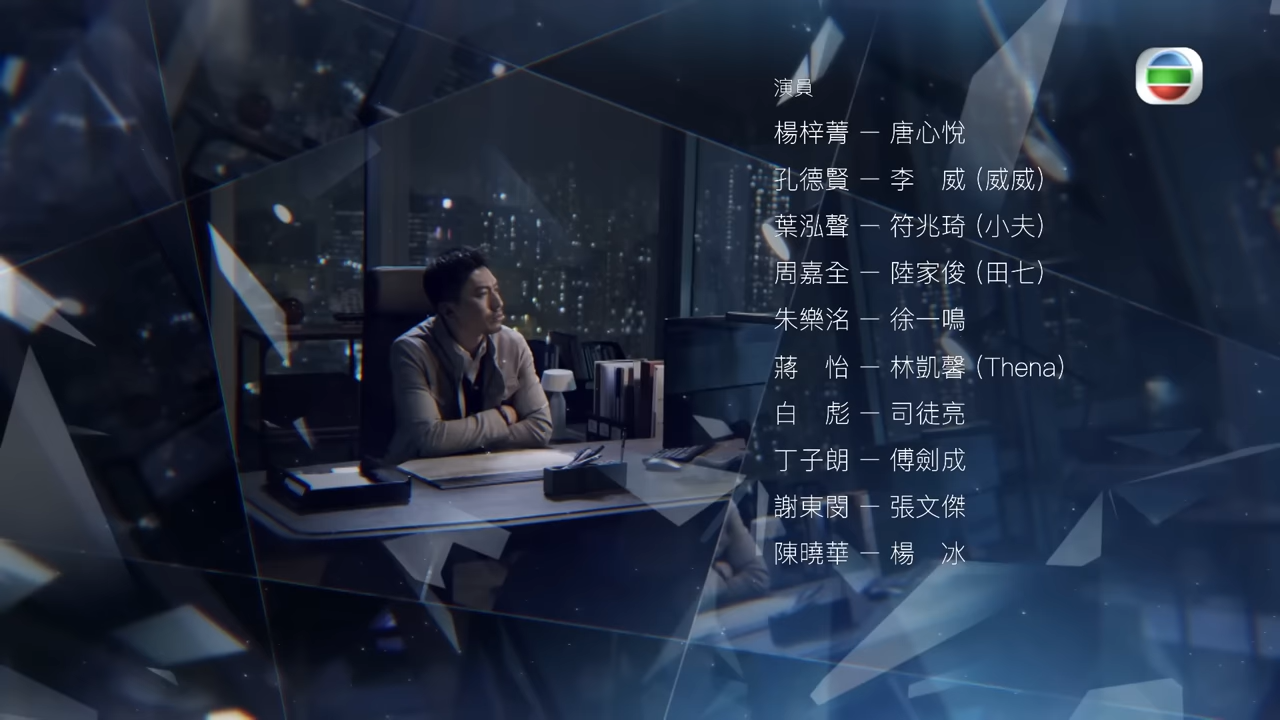 演員
楊梓菁 — 唐心悅
孔德賢 — 李　威 (威威)
葉泓聲 — 符兆琦 (小夫)
周嘉全 — 陸家俊 (田七)
朱樂洺 — 徐一鳴
蔣　怡 — 林凱馨 (Thena)
白　彪 — 司徒亮
丁子朗 — 傅劍成
謝東閔 — 張文傑
陳曉華 — 楊　冰